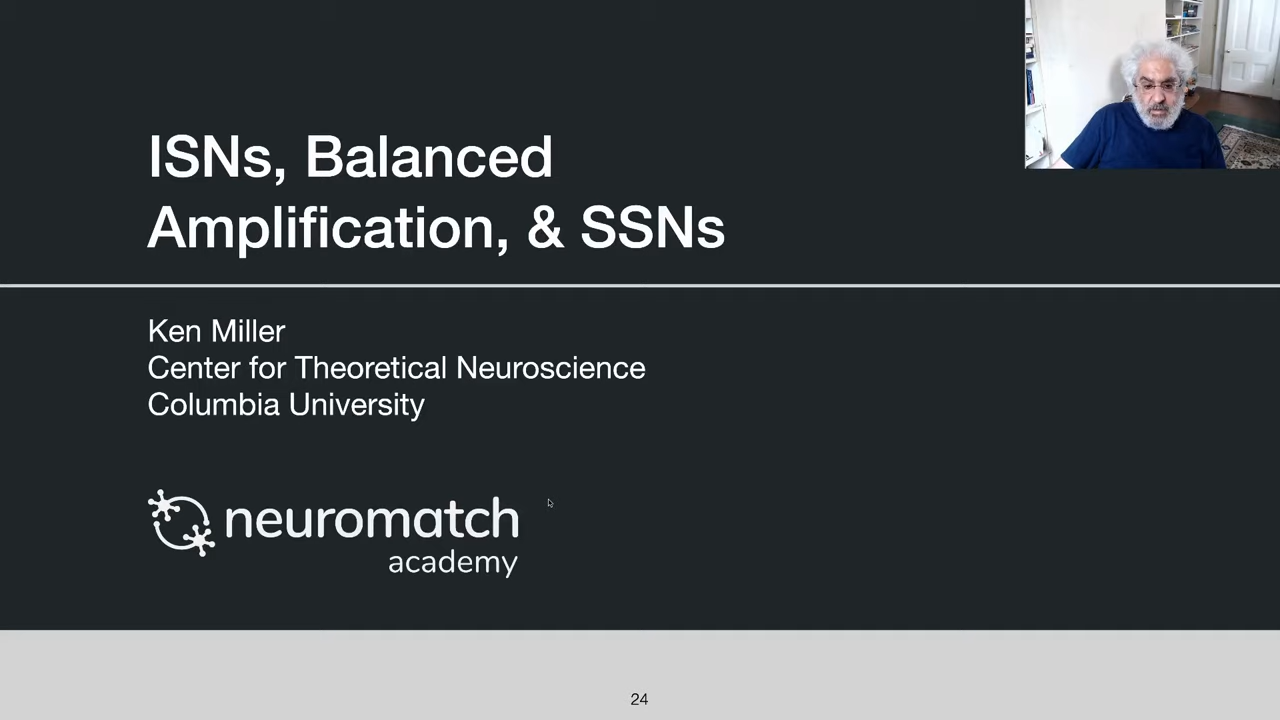 ISNs, Balanced
Amplification, & SSNs
Ken Miller
Center for Theoretical Neuroscience
Columbia University
neuromatch
academy
24